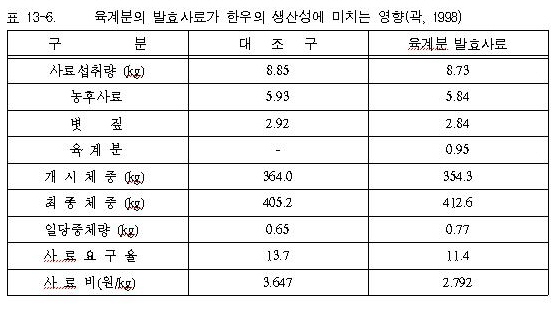 표 13-6. 육계분의 발효사료가 한우의 생산성에 미치는 영향(곽, 1998)
구 분 대 조 구 육계분 발효사료
사료섭취량 (kg) 8.85 8.73
농후사료 5.93 5.84
볏 짚 2.92 2.84
육 계 분 - 0.95
개 시 체 중 (kg) 364.0 354.3
최 종 체 중 (kg) 405.2 412.6
일당중체량 (kg) 0.65 0.77
사 료 요 구 율 13.7 11.4
사 료 비(원/kg) 3.647 2.792